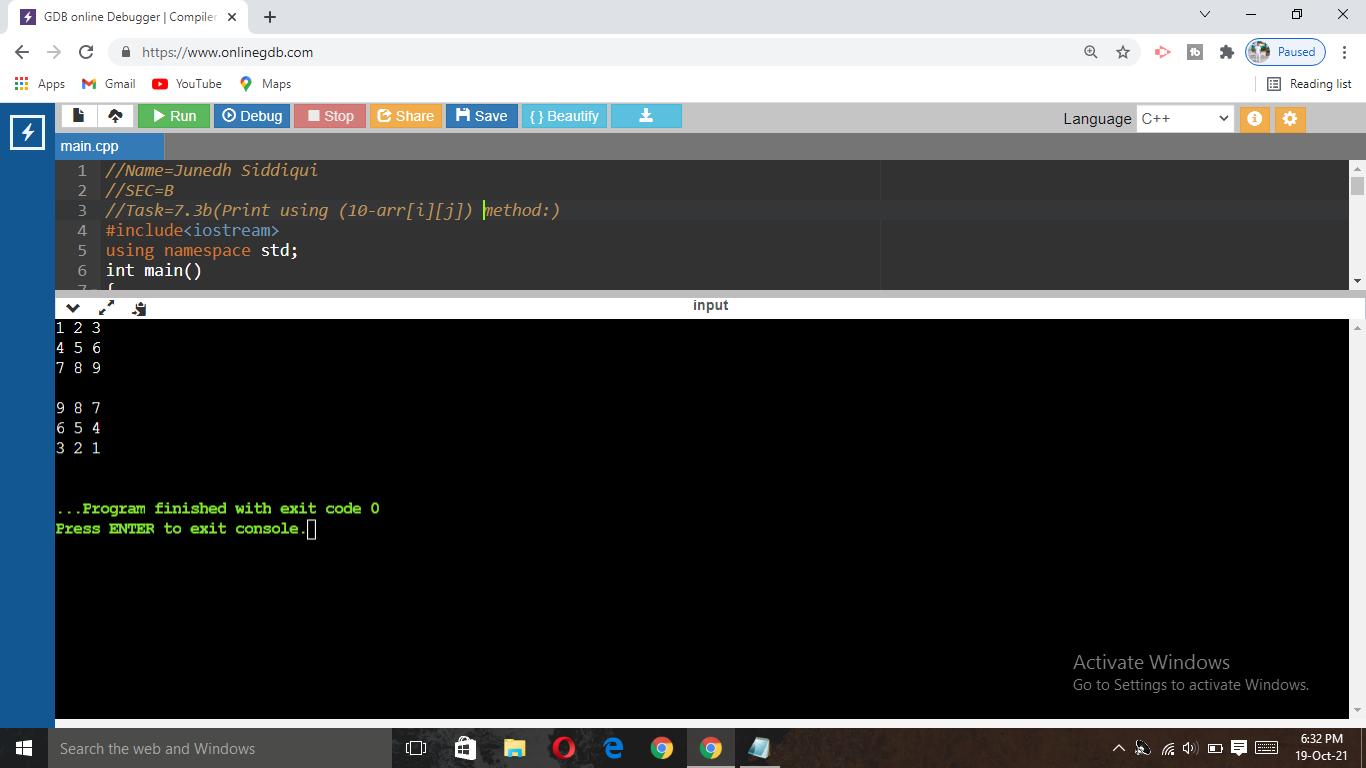 GDB online Debugger | Compiler
https://www.onlinegdb.com
Paused
Apps Gmail YouTube Maps Reading list
Run Debug Stop Share Save { } Beautify Language C++
main.cpp
1 //Name=Junedh Siddiqui
2 //SEC=B
3 //Task=7.3b(Print using (10-arr[i][j]) method:)
4 #include<iostream>
5 using namespace std;
6 int main()
7 {
input
1 2 3
4 5 6
7 8 9
9 8 7
6 5 4
3 2 1
...Program finished with exit code 0
Press ENTER to exit console.
Activate Windows
Go to Settings to activate Windows.
Search the web and Windows
6:32 PM
19-Oct-21